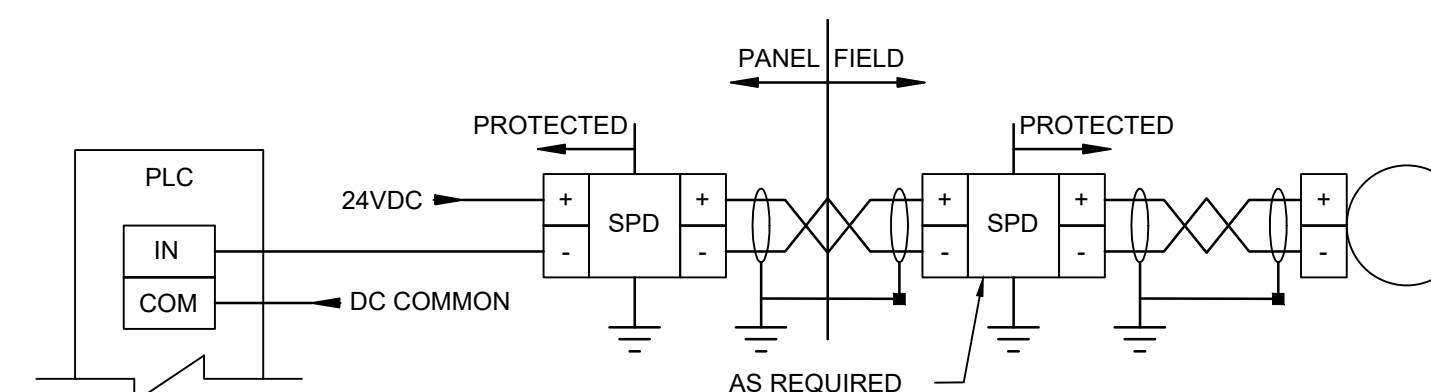 PANEL FIELD
PROTECTED
PROTECTED
PLC
24VDC
+
SPD
+
+
SPD
+
+
IN
-
-
-
-
-
COM
DC COMMON
AS REQUIRED